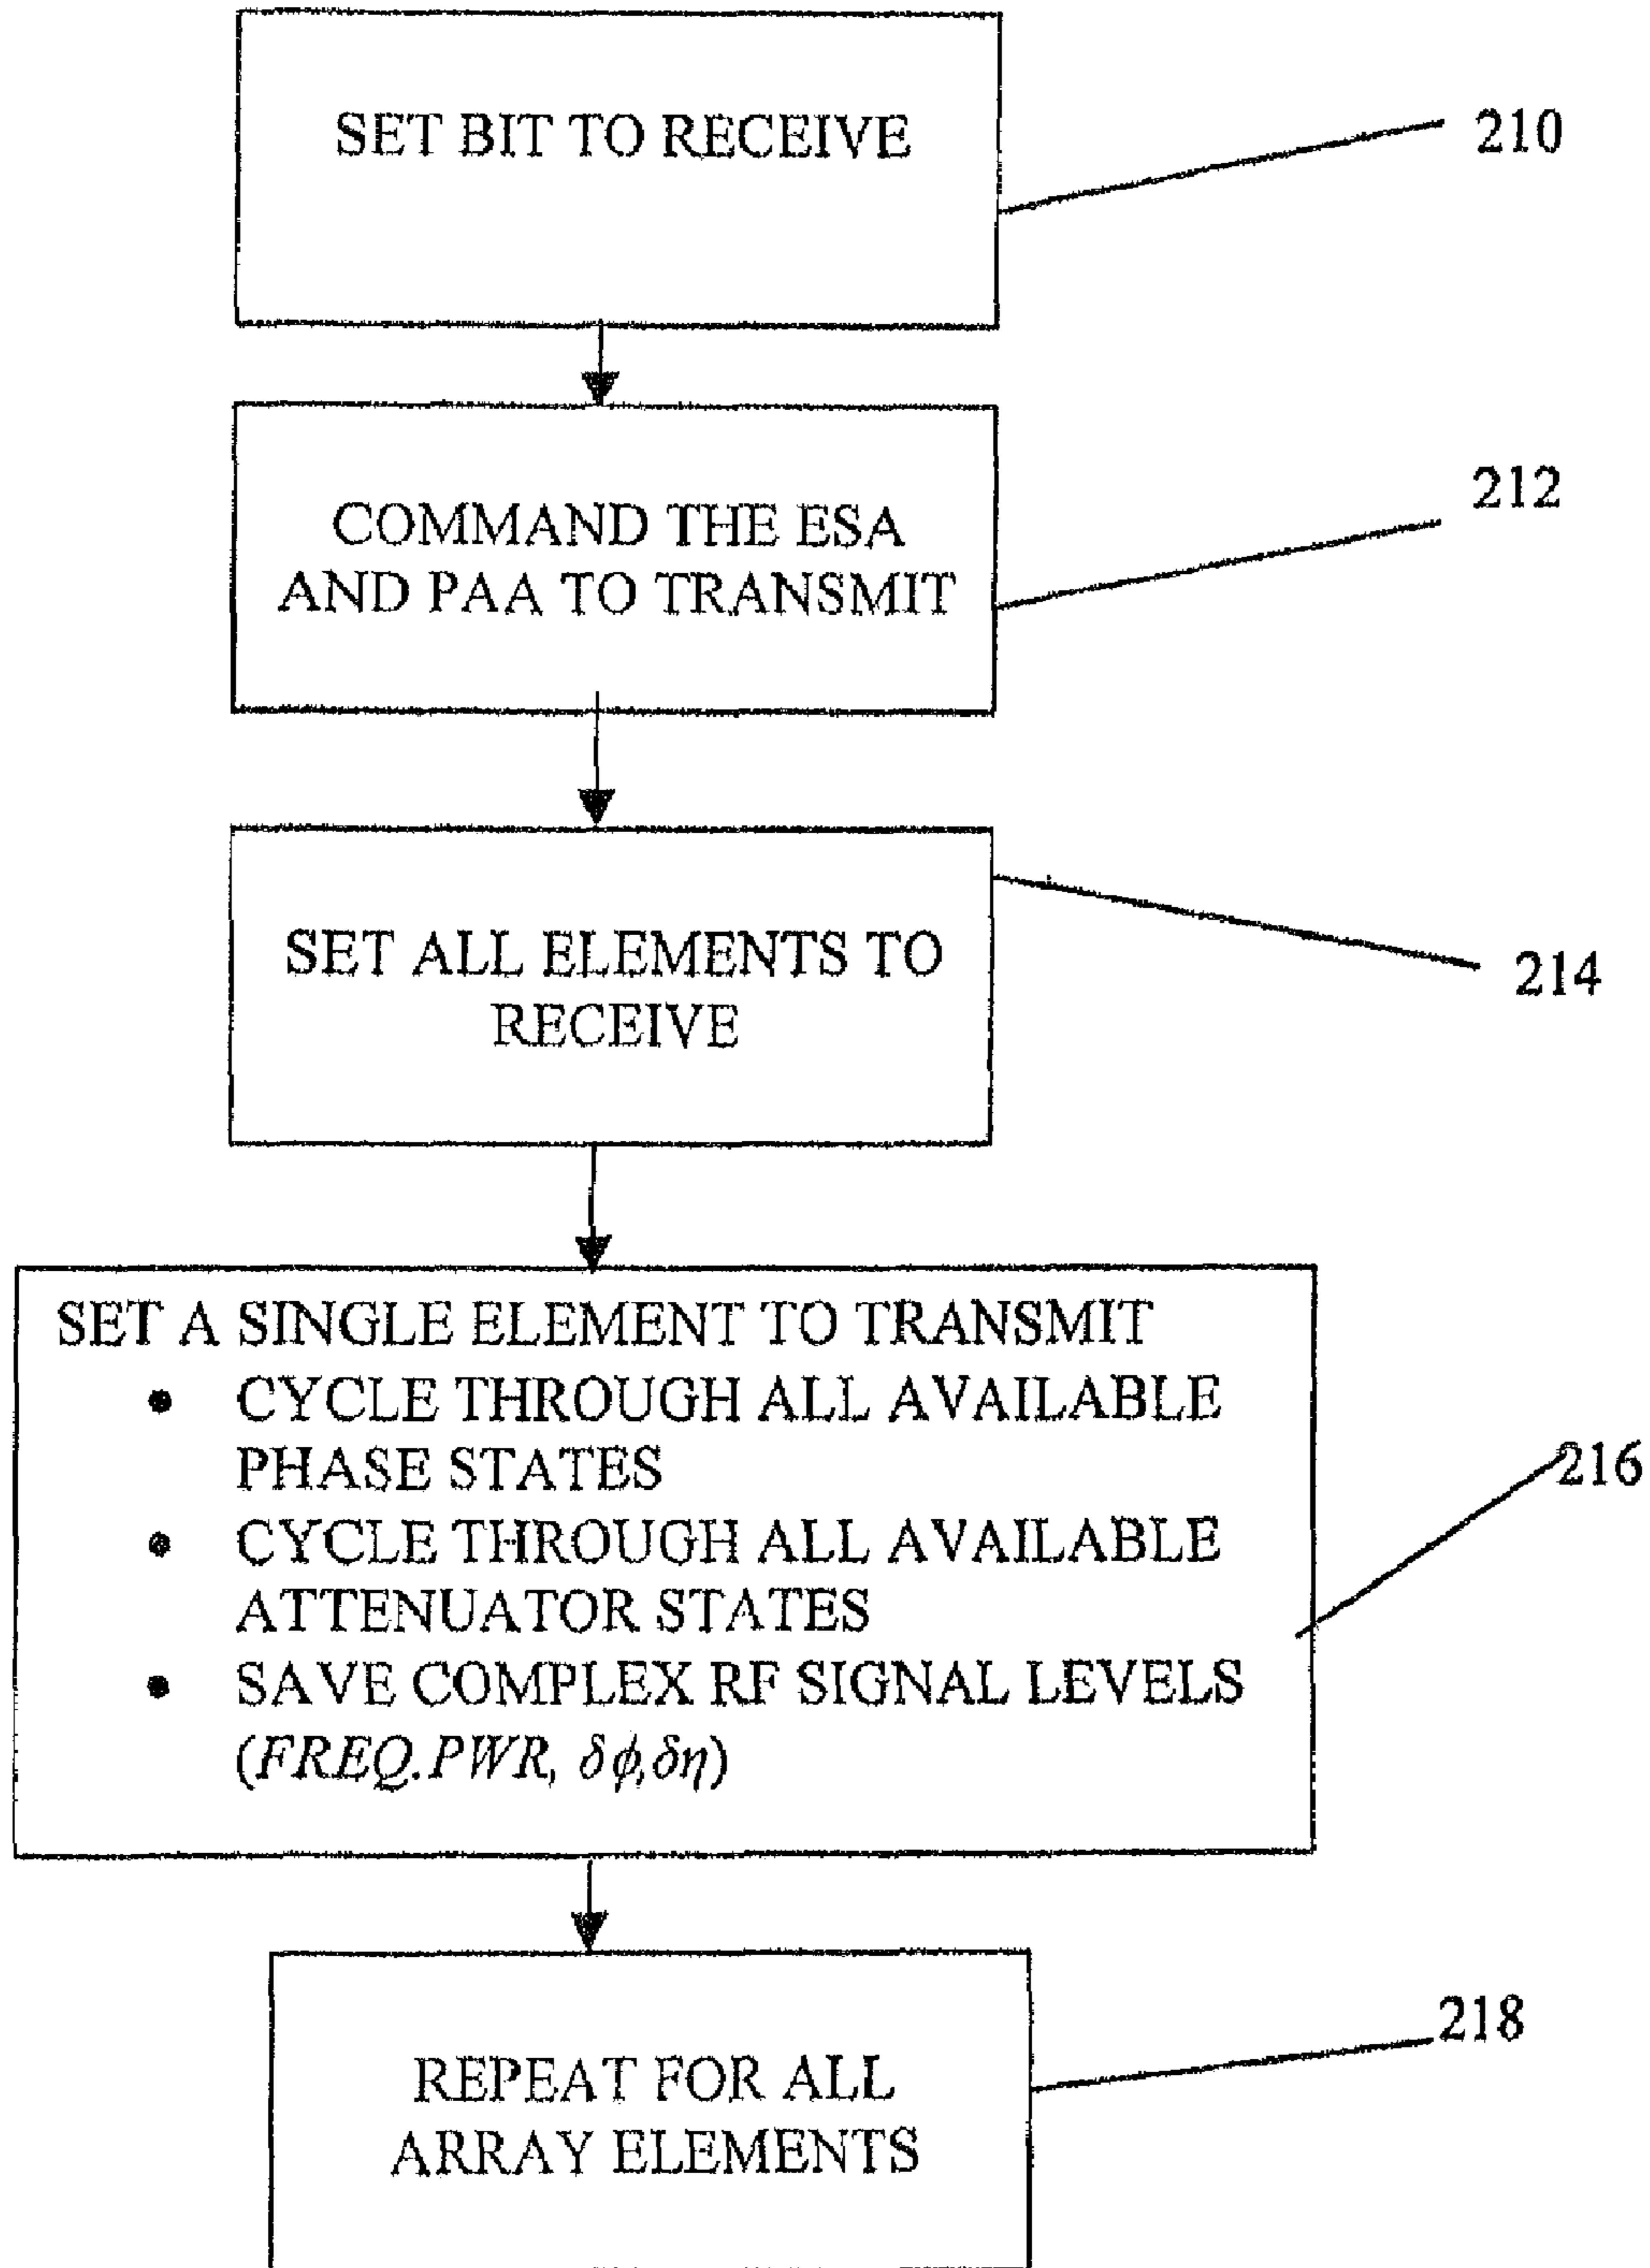 SET BIT TO RECEIVE
210
COMMAND THE ESA
AND PAA TO TRANSMIT
212
SET ALL ELEMENTS TO
RECEIVE
214
SET A SINGLE ELEMENT TO TRANSMIT
• CYCLE THROUGH ALL AVAILABLE
PHASE STATES
• CYCLE THROUGH ALL AVAILABLE
ATTENUATOR STATES
• SAVE COMPLEX RF SIGNAL LEVELS
(FREQ.PWR, δϕ,δη)
216
REPEAT FOR ALL
ARRAY ELEMENTS
218